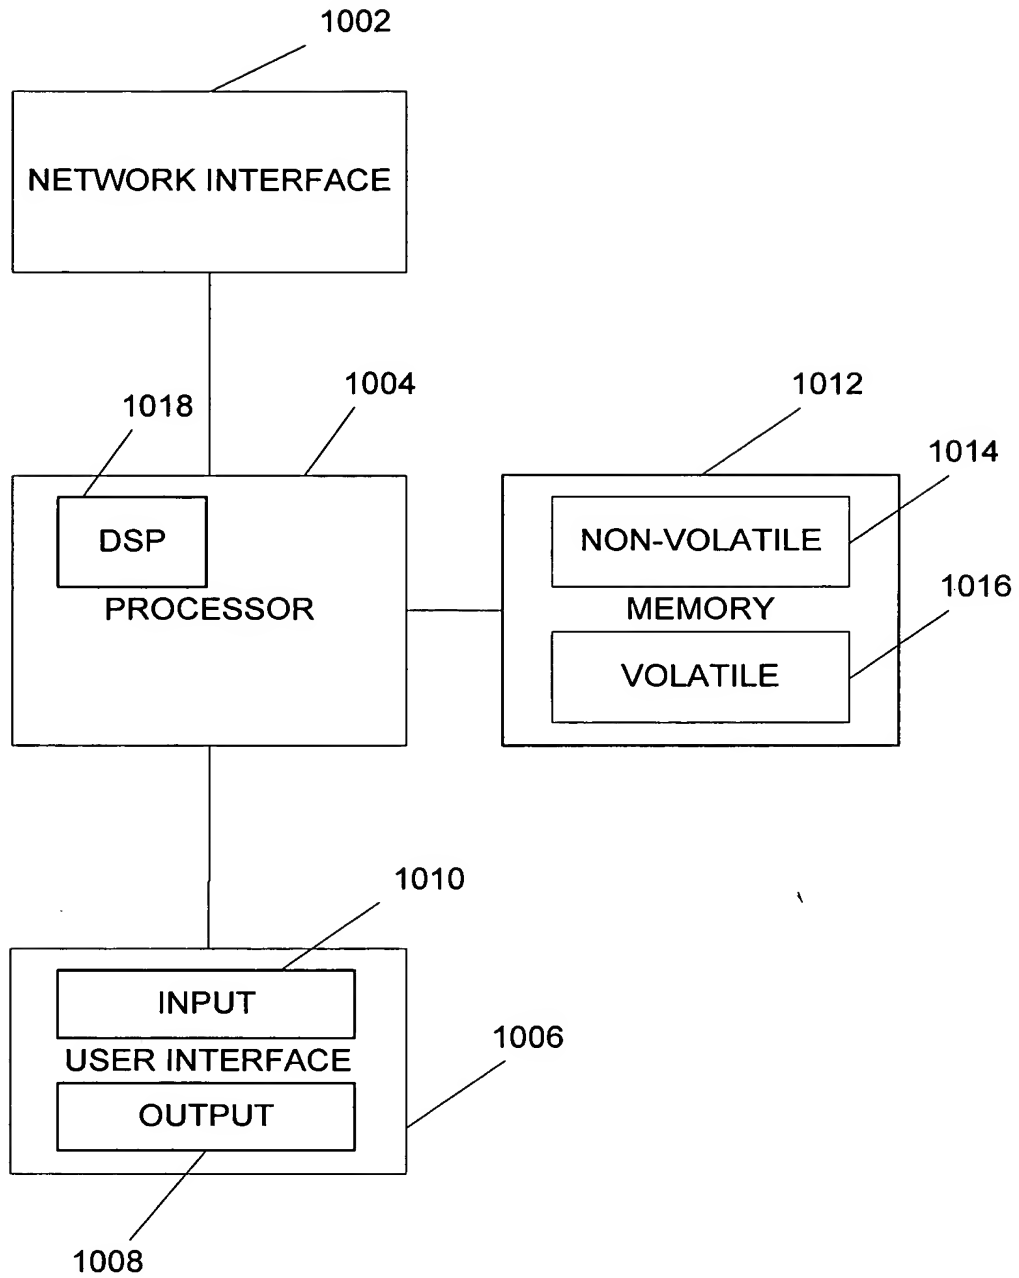 1002
NETWORK INTERFACE
1004
1018
DSP
PROCESSOR
1012
1014
NON-VOLATILE
MEMORY
1016
VOLATILE
1010
INPUT
USER INTERFACE
1006
OUTPUT
1008